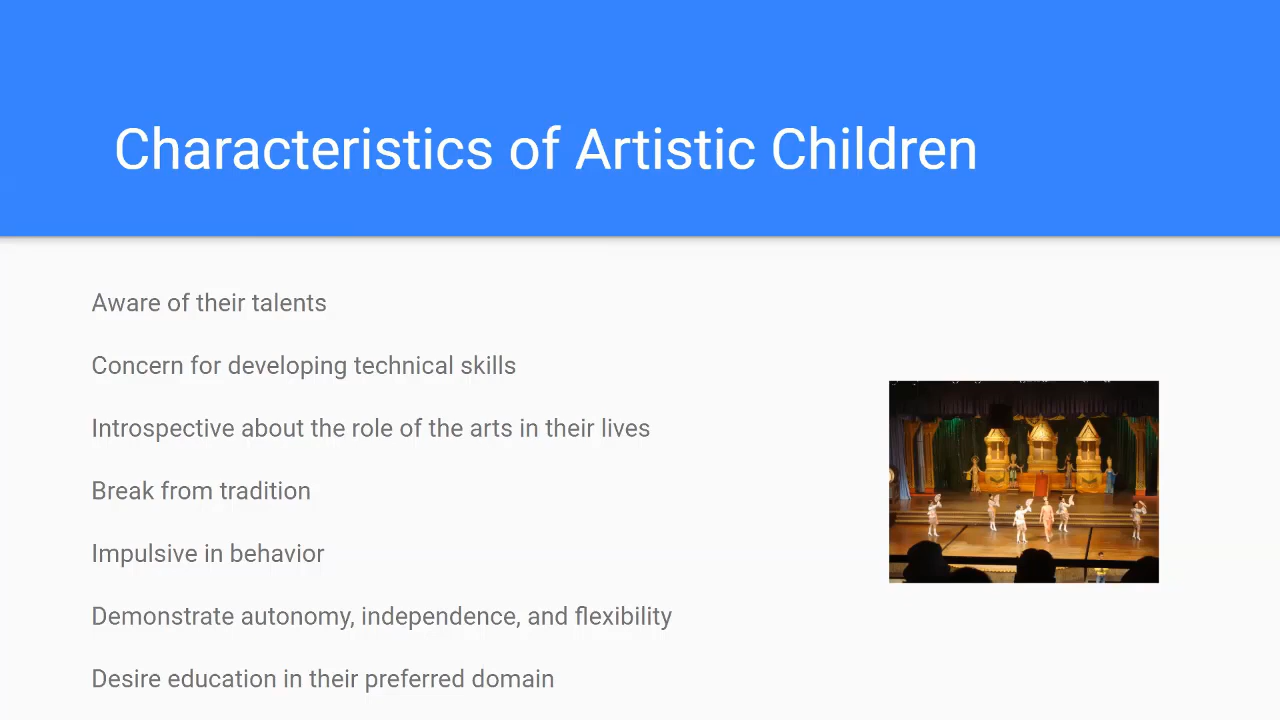 Characteristics of Artistic Children
Aware of their talents
Concern for developing technical skills
Introspective about the role of the arts in their lives
Break from tradition
Impulsive in behavior
Demonstrate autonomy, independence, and flexibility
Desire education in their preferred domain